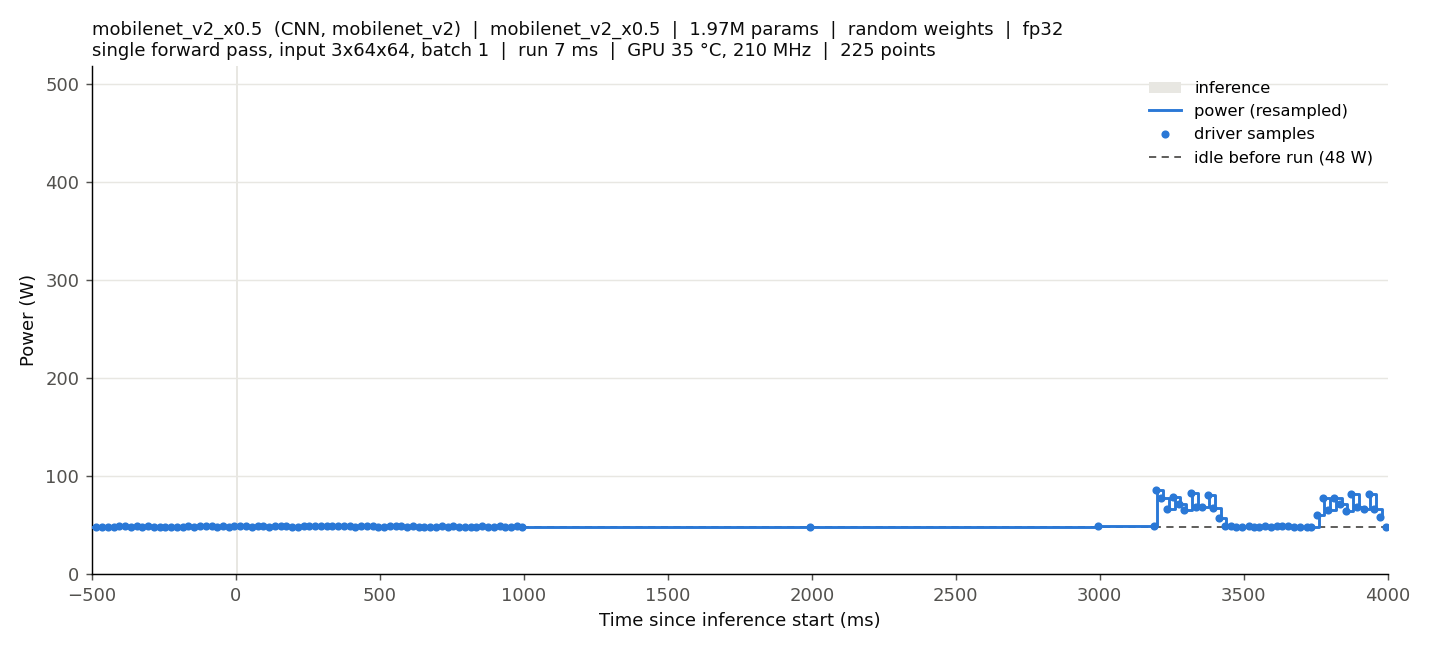 mobilenet_v2_x0.5  (CNN, mobilenet_v2)  |  mobilenet_v2_x0.5  |  1.97M params  |  random weights  |  fp32
single forward pass, input 3x64x64, batch 1  |  run 7 ms  |  GPU 35 °C, 210 MHz  |  225 points
500
400
300
200
100
0
Power (W)
inference
power (resampled)
driver samples
idle before run (48 W)
−500
0
500
1000
1500
2000
2500
3000
3500
4000
Time since inference start (ms)